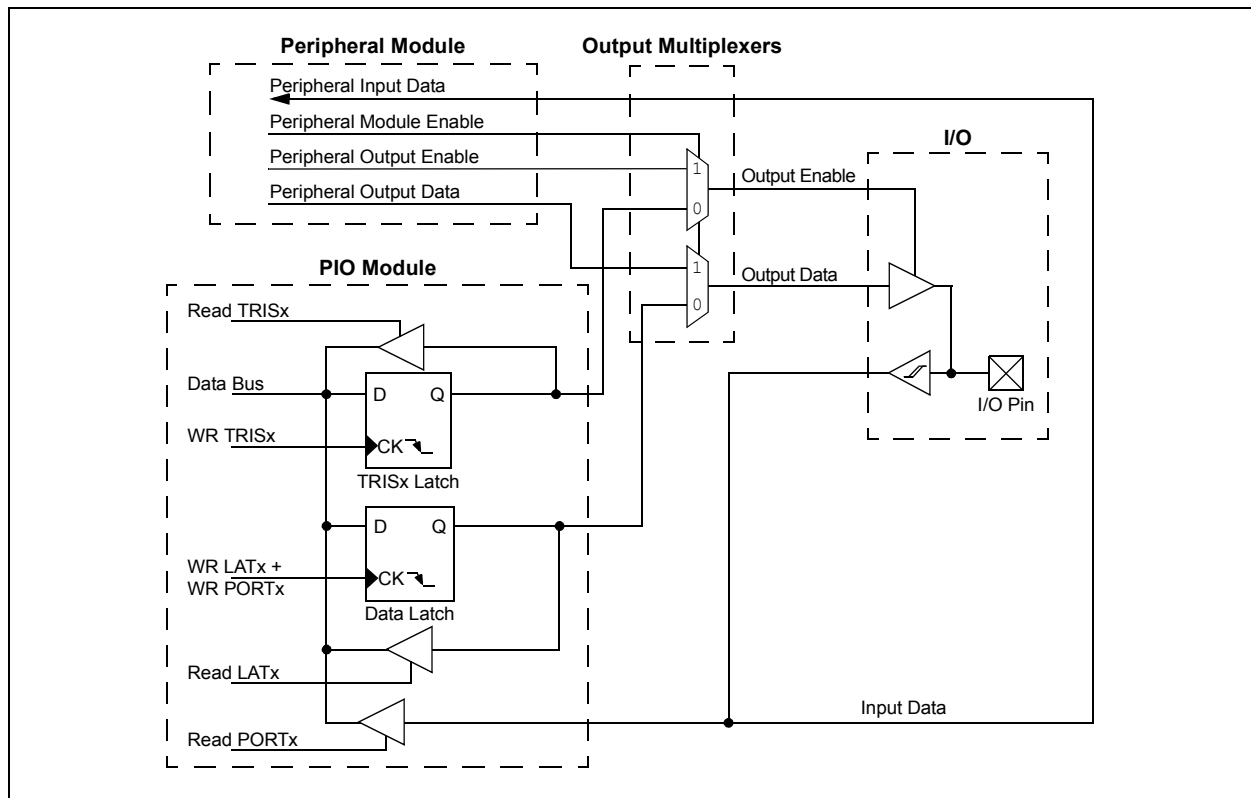 Peripheral Module
Output Multiplexers
Peripheral Input Data
Peripheral Module Enable
Peripheral Output Enable
Peripheral Output Data
1
0
1
0
Output Enable
Output Data
I/O
I/O Pin
PIO Module
Read TRISx
Data Bus
D
Q
WR TRISx
CK
TRISx Latch
D
Q
WR LATx +
WR PORTx
CK
Data Latch
Read LATx
Read PORTx
Input Data